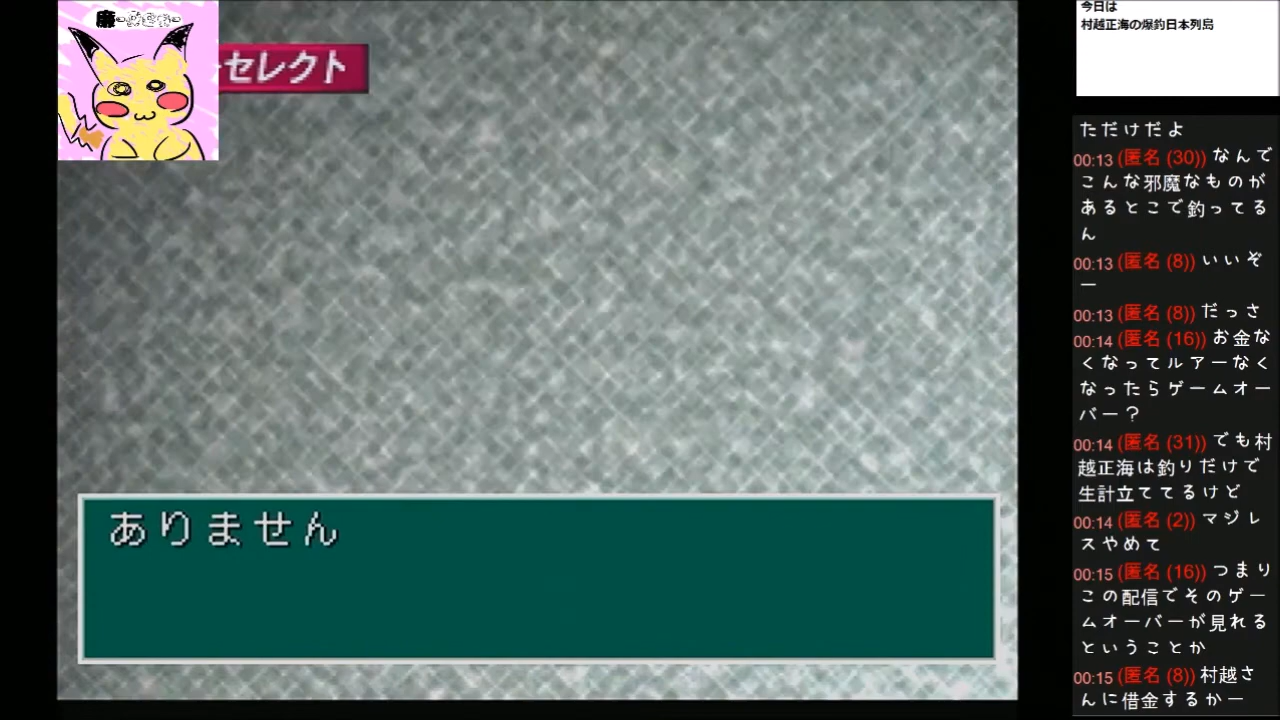 ーセレクト
ありません
今日は
村越正海の爆釣日本列島
ただけだよ
00:13 (匿名 (30)) なんで
こんな邪魔なものが
あるとこで釣ってる
ん
00:13 (匿名 (8)) いいぞ
ー
00:13 (匿名 (8)) だっさ
00:14 (匿名 (16)) お金な
くなってルアーなく
なったらゲームオー
バー？
00:14 (匿名 (31)) でも村
越正海は釣りだけで
生計立ててるけど
00:14 (匿名 (2)) マジレ
スやめて
00:15 (匿名 (16)) つまり
この配信でそのゲー
ムオーバーが見れる
ということか
00:15 (匿名 (8)) 村越さ
んに借金するかー